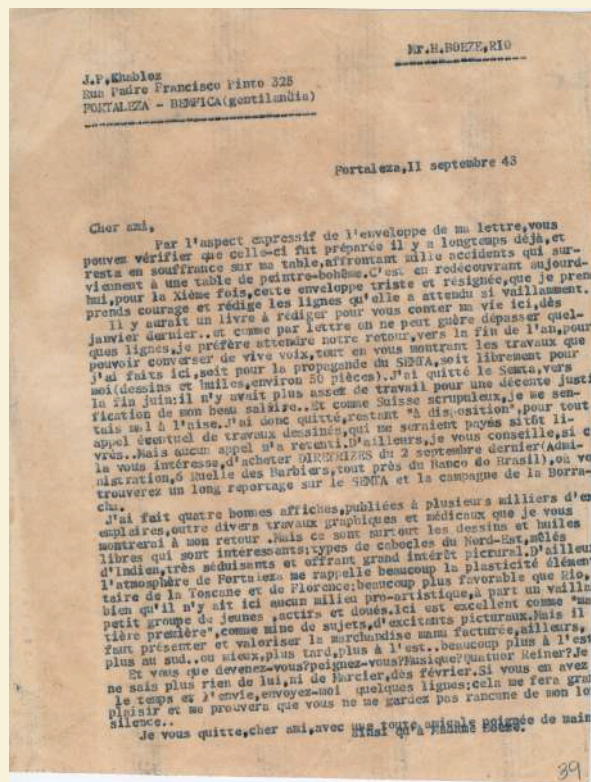 Mr.H.BOEZE,RIO
J.P.Chabloz
Rua Padre Francisco Pinto 325
FORTALEZA - BEMFICA(gentilandia)
Fortaleza,11 septembre 43
Cher ami,
Par l'aspect expressif de l'enveloppe de ma lettre,vous
pouvez vérifier que celle-ci fut préparée il y a longtemps déjà,et
resta en souffrance sur ma table,affrontant mille accidents qui sur-
viennent à une table de peintre-bohême.C'est en redécouvrant aujourd-
hui,pour la Xième fois,cette enveloppe triste et résignée,que je prend
prends courage et rédige les lignes qu'elle a attendu si vaillamment.
Il y aurait un livre à rédiger pour vous conter ma vie ici,dès
janvier dernier..et comme par lettre on ne peut guère dépasser quel-
ques lignes,je préfère attendre notre retour,vers la fin de l'an,pour
pouvoir converser de vive voix,tout en vous montrant les travaux que
j'ai faits ici,soit pour la propagande du SEMTA,soit librement pour
moi(dessins et huiles,environ 50 pièces)..J'ai quitté le Semta,vers
la fin juin:il n'y avait plus assez de travail pour une décente justi
fication de mon beau salaire..Et comme Suisse scrupuleux,je me sen-
tais mal à l'aise.J'ai donc quitté,restant "à disposition",pour tout
appel éventuel de travaux dessinés,qui me seraient payés sitôt li-
vrés..Mais aucun appel n'a retenti.D'ailleurs,je vous conseille,si c
la vous intéresse,d'acheter DIRETRIZES du 2 septembre dernier(Admi-
nistration,6 Ruelle des Barbiers,tout près du Banco do Brasil),où vo
trouverez un long reportage sur le SEMTA et la campagne de la Borra-
cha.
J'ai fait quatre bonnes affiches,publiées à plusieurs milliers d'ex
emplaires,outre divers travaux graphiques et médicaux que je vous
montrerai à mon retour.Mais ce sont surtout les dessins et huiles
libres qui sont intéressants:types de cabocles du Nord-Est,mêlés
d'Indien,très séduisants et offrant grand intérêt pictural.D'ailleur
l'atmosphère de Fortaleza me rappelle beaucoup la plasticité élémen
taire de la Toscane et de Florence:beaucoup plus favorable que Rio,
bien qu'il n'y ait ici aucun milieu pro-artistique,à part un vaillan
petit groupe de jeunes ,actifs et doués.Ici est excellent comme "ma
tière première",comme mine de sujets,d'excitants picturaux.Mais il
faut présenter et valoriser la marchandise manu facturée,ailleurs,
plus au sud..ou mieux,plus tard,plus à l'est..beaucoup plus à l'est
Et vous que devenez-vous?peignez-vous?Musique?Quatuor Reiner?Je
ne sais plus rien de lui,ni de Marcier,dès février.Si vous en avez
le temps et l'envie,envoyez-moi quelques lignes:cela me fera gran
plaisir et me prouvera que vous ne me gardez pas rancune de mon lo
silence..
Je vous quitte,cher ami,avec une toute amicale poignée de main
ainsi qu'à Madame Boeze.
39